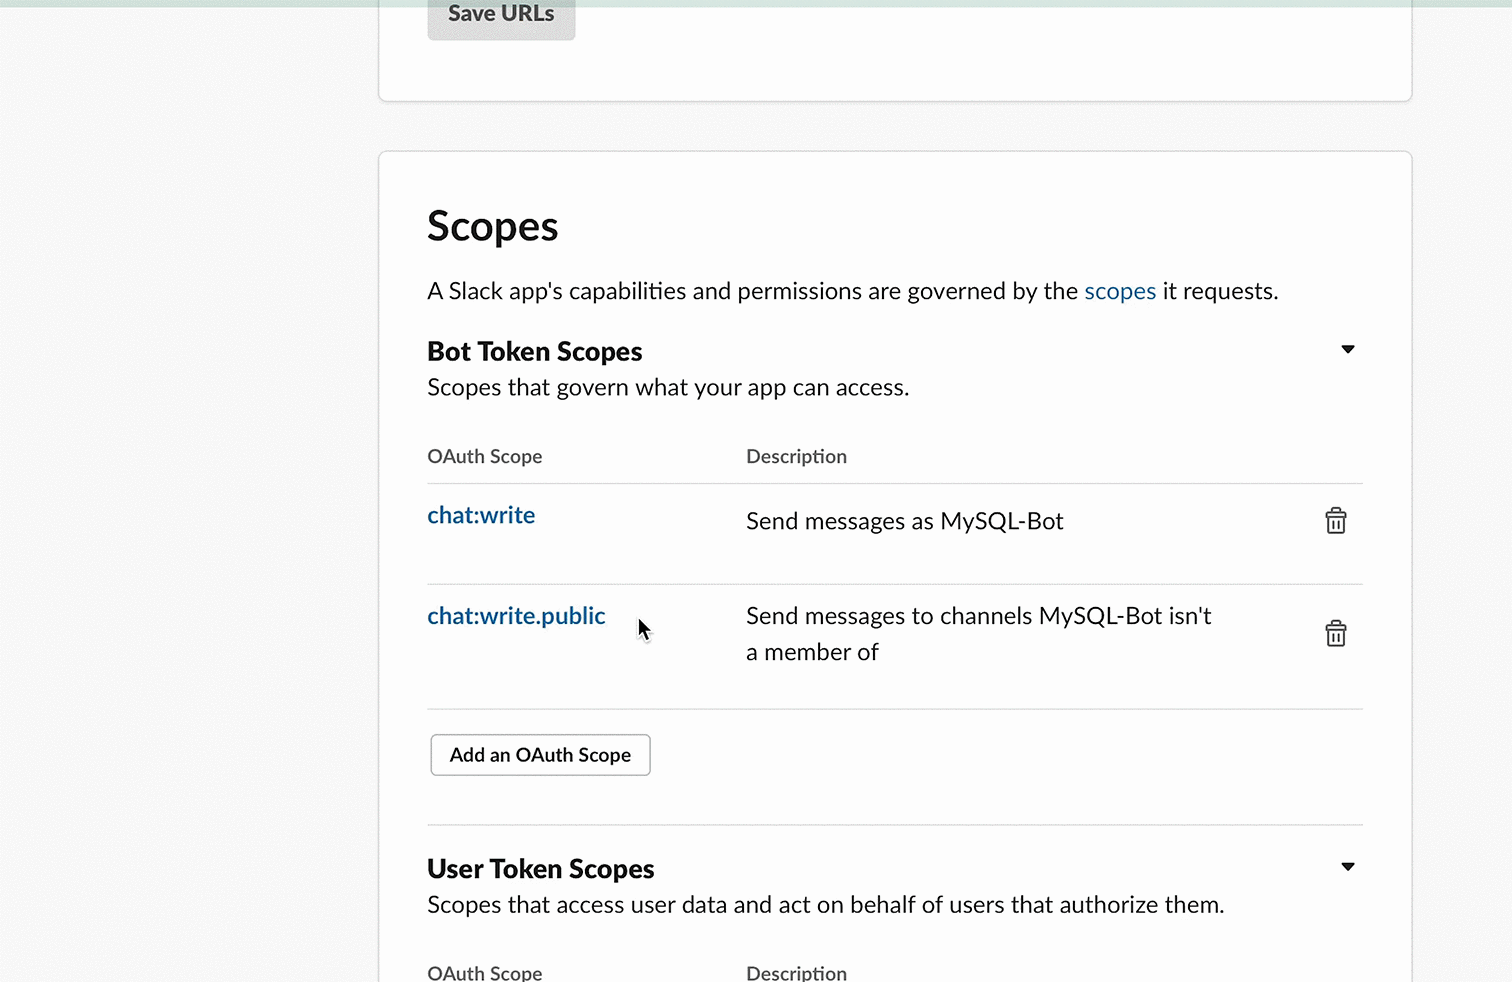 Save URLs
Scopes
A Slack app's capabilities and permissions are governed by the scopes it requests.
Bot Token Scopes
Scopes that govern what your app can access.
OAuth Scope Description
chat:write Send messages as MySQL-Bot
chat:write.public Send messages to channels MySQL-Bot isn't
a member of
Add an OAuth Scope
User Token Scopes
Scopes that access user data and act on behalf of users that authorize them.
OAuth Scope Description